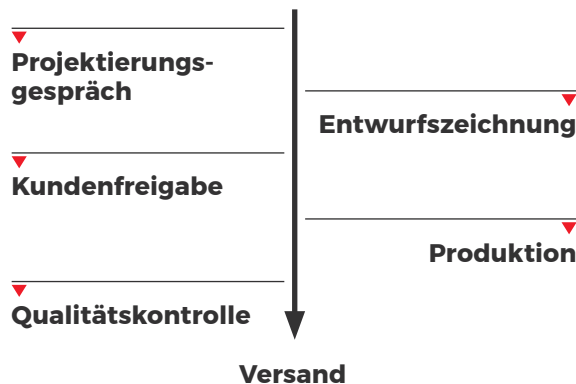 Projektierungs-
gespräch
Entwurfszeichnung
Kundenfreigabe
Produktion
Qualitätskontrolle
Versand